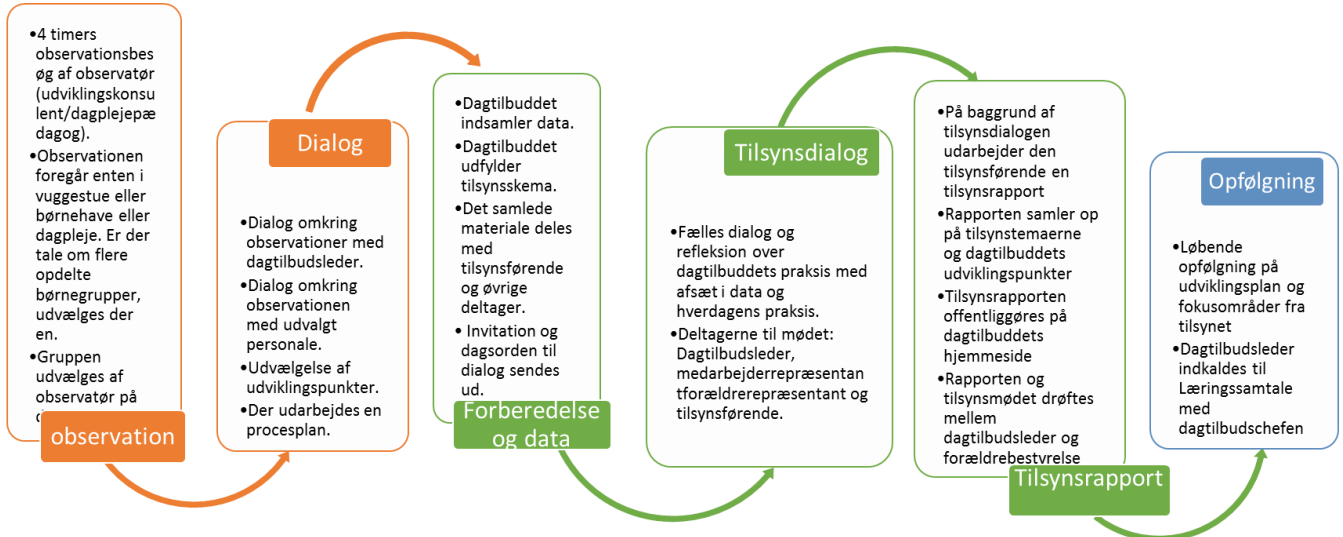 •4 timers
observationsbes
øg af observatør
(udviklingskonsu
lent/dagplejepæ
dagog).
•Observationen
foregår enten i
vuggestue eller
børnehave eller
dagpleje. Er der
tale om flere
opdelte
børnegrupper,
udvælges der
en.
•Gruppen
udvælges af
observatør på
observation
Dialog
•Dialog omkring
observationer med
dagtilbudsleder.
•Dialog omkring
observationen
med udvalgt
personale.
•Udvælgelse af
udviklingspunkter.
•Der udarbejdes en
procesplan.
•Dagtilbuddet
indsamler data.
•Dagtilbuddet
udfylder
tilsynsskema.
•Det samlede
materiale deles
med
tilsynsførende
og øvrige
deltager.
• Invitation og
dagsorden til
dialog sendes
ud.
Forberedelse
og data
Tilsynsdialog
•Fælles dialog og
refleksion over
dagtilbuddets praksis med
afsæt i data og
hverdagens praksis.
•Deltagerne til mødet:
Dagtilbudsleder,
medarbejderrepræsentan
tforældrerepræsentant og
tilsynsførende.
•På baggrund af
tilsynsdialogen
udarbejder den
tilsynsførende en
tilsynsrapport
•Rapporten samler op
på tilsynstemaerne
og dagtilbuddets
udviklingspunkter
•Tilsynsrapporten
offentliggøres på
dagtilbuddets
hjemmeside
•Rapporten og
tilsynsmødet drøftes
mellem
dagtilbudsleder og
forældrebestyrelse
Tilsynsrapport
Opfølgning
•Løbende
opfølgning på
udviklingsplan og
fokusområder fra
tilsynet
•Dagtilbudsleder
indkaldes til
Læringssamtale
med
dagtilbudschefen